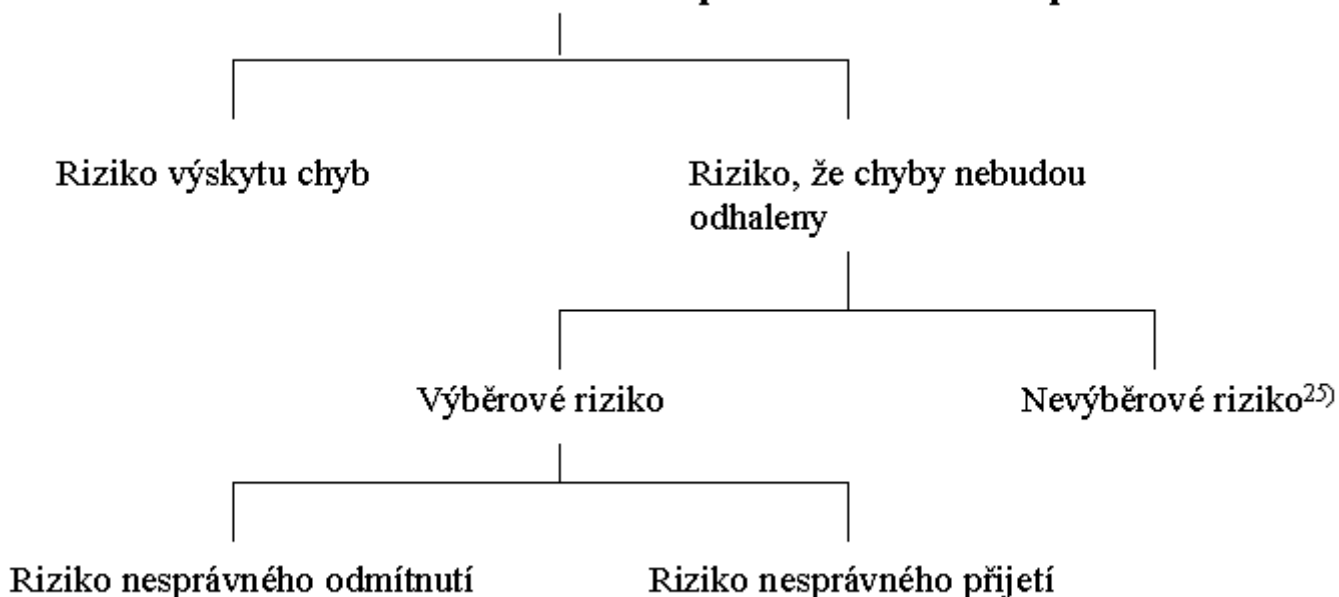 Riziko výskytu chyb
Riziko, že chyby nebudou
odhaleny
Výběrové riziko
Nevýběrové riziko²⁵⁾
Riziko nesprávného odmítnutí
Riziko nesprávného přijetí